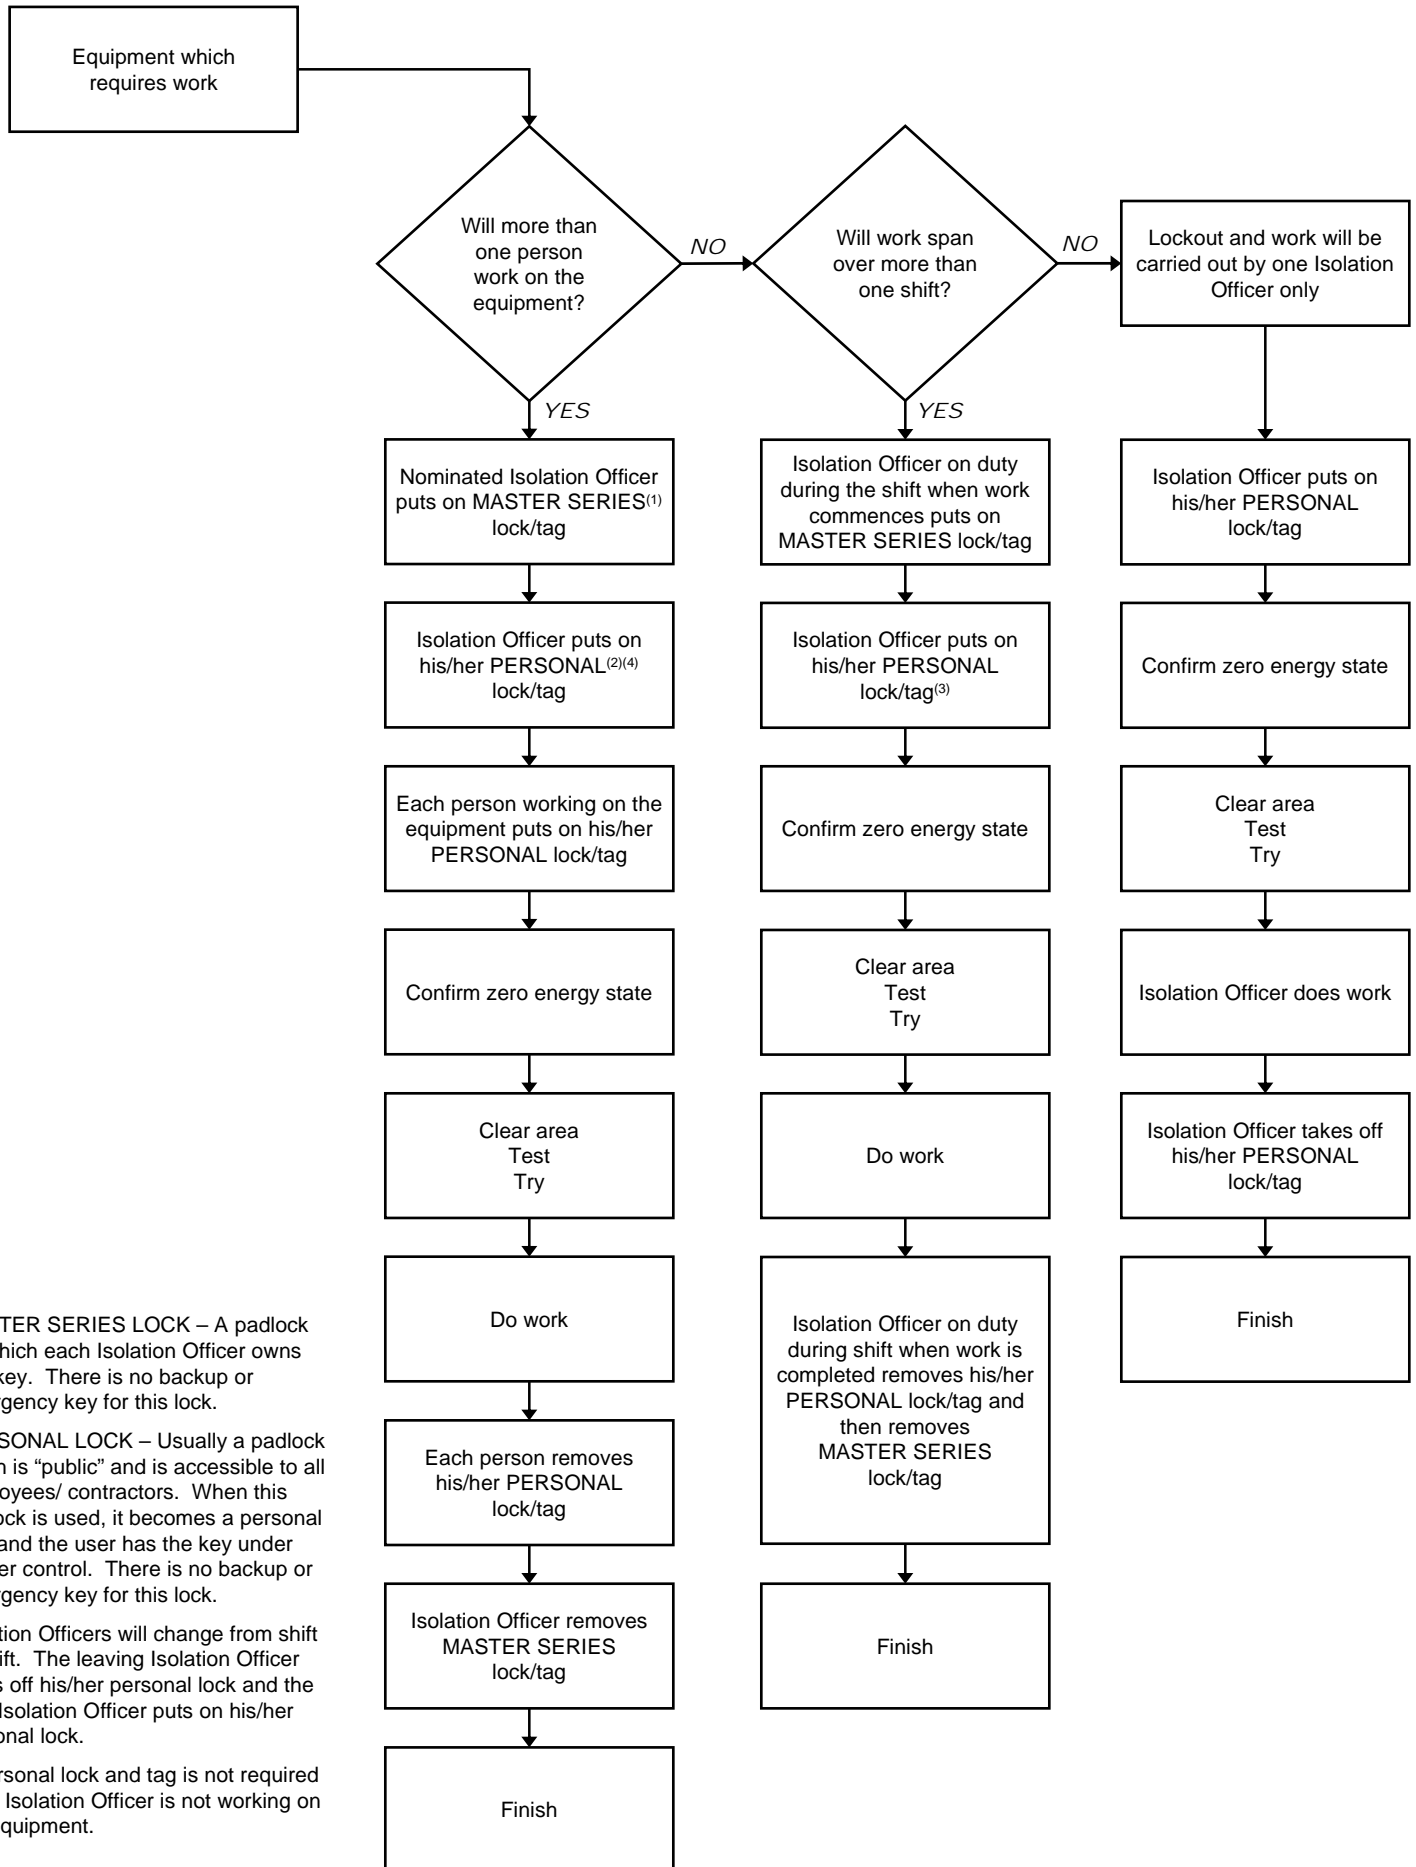 Equipment which
requires work
Will more than
one person
work on the
equipment?
NO
Will work span
over more than
one shift?
NO
Lockout and work will be
carried out by one Isolation
Officer only
YES
YES
Nominated Isolation Officer
puts on MASTER SERIES(1)
lock/tag
Isolation Officer puts on
his/her PERSONAL(2)(4)
lock/tag
Each person working on the
equipment puts on his/her
PERSONAL lock/tag
Confirm zero energy state
Clear area
Test
Try
Do work
Each person removes
his/her PERSONAL
lock/tag
Isolation Officer removes
MASTER SERIES
lock/tag
Finish
Isolation Officer on duty
during the shift when work
commences puts on
MASTER SERIES lock/tag
Isolation Officer puts on
his/her PERSONAL
lock/tag(3)
Confirm zero energy state
Clear area
Test
Try
Do work
Isolation Officer on duty
during shift when work is
completed removes his/her
PERSONAL lock/tag and
then removes
MASTER SERIES
lock/tag
Finish
Isolation Officer puts on
his/her PERSONAL
lock/tag
Confirm zero energy state
Clear area
Test
Try
Isolation Officer does work
Isolation Officer takes off
his/her PERSONAL
lock/tag
Finish
TER SERIES LOCK – A padlock
hich each Isolation Officer owns
key. There is no backup or
rgency key for this lock.
SONAL LOCK – Usually a padlock
h is “public” and is accessible to all
oyees/ contractors. When this
ock is used, it becomes a personal
and the user has the key under
er control. There is no backup or
rgency key for this lock.
tion Officers will change from shift
ift. The leaving Isolation Officer
s off his/her personal lock and the
Isolation Officer puts on his/her
onal lock.
rsonal lock and tag is not required
Isolation Officer is not working on
quipment.